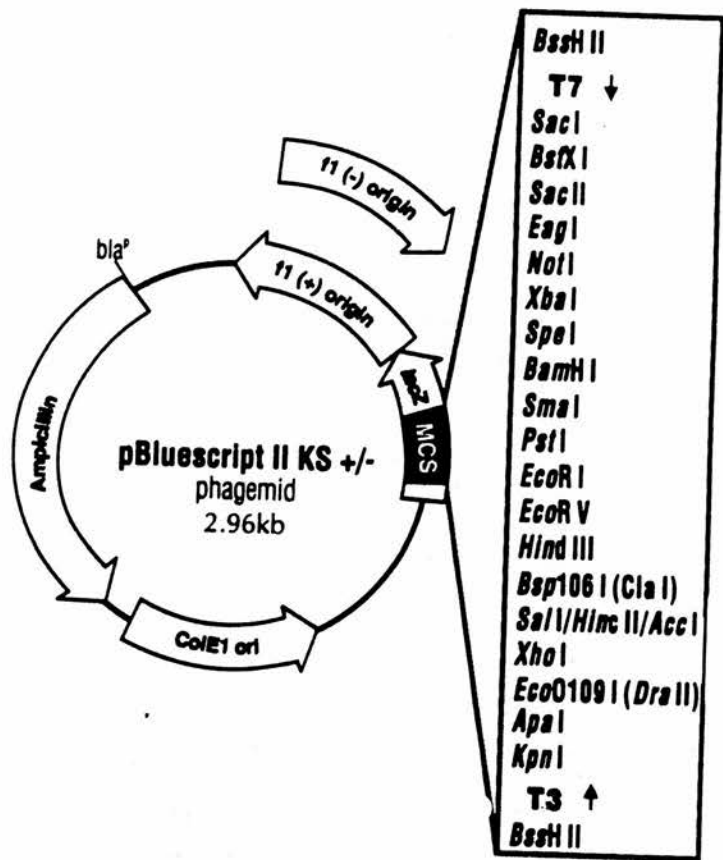 BssH II
T7 ↓
Sac I
BstX I
Sac II
Eag I
Not I
Xba I
Spe I
BamH I
Sma I
Pst I
EcoR I
EcoR V
Hind III
Bsp106 I (Cla I)
Sal I/Hinc II/Acc I
Xho I
EcoO109 I (Dra II)
Apa I
Kpn I
T3 ↑
BssH II
f1 (-) origin
f1 (+) origin
blaᵖ
lacZ
MCS
Ampicillin
pBluescript II KS +/-
phagemid
2.96kb
ColE1 ori